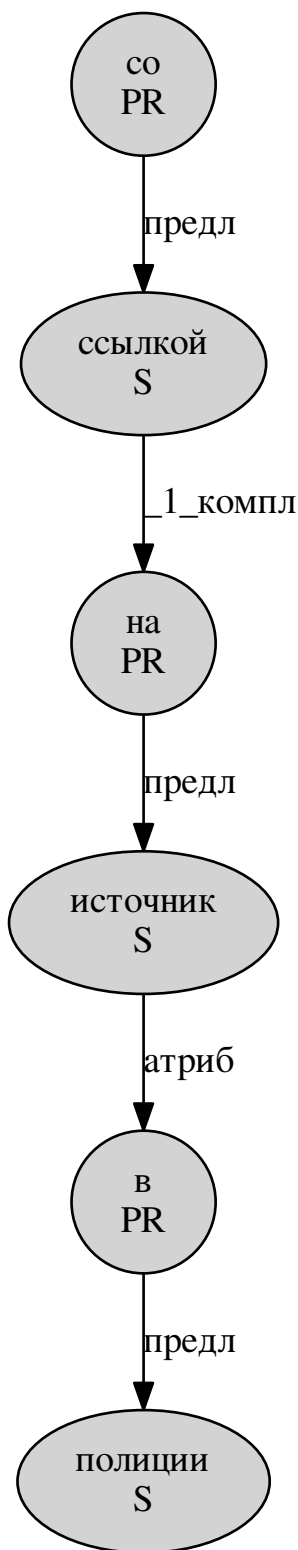 со
PR
предл
ссылкой
S
_1_компл
на
PR
предл
источник
S
атриб
в
PR
предл
полиции
S